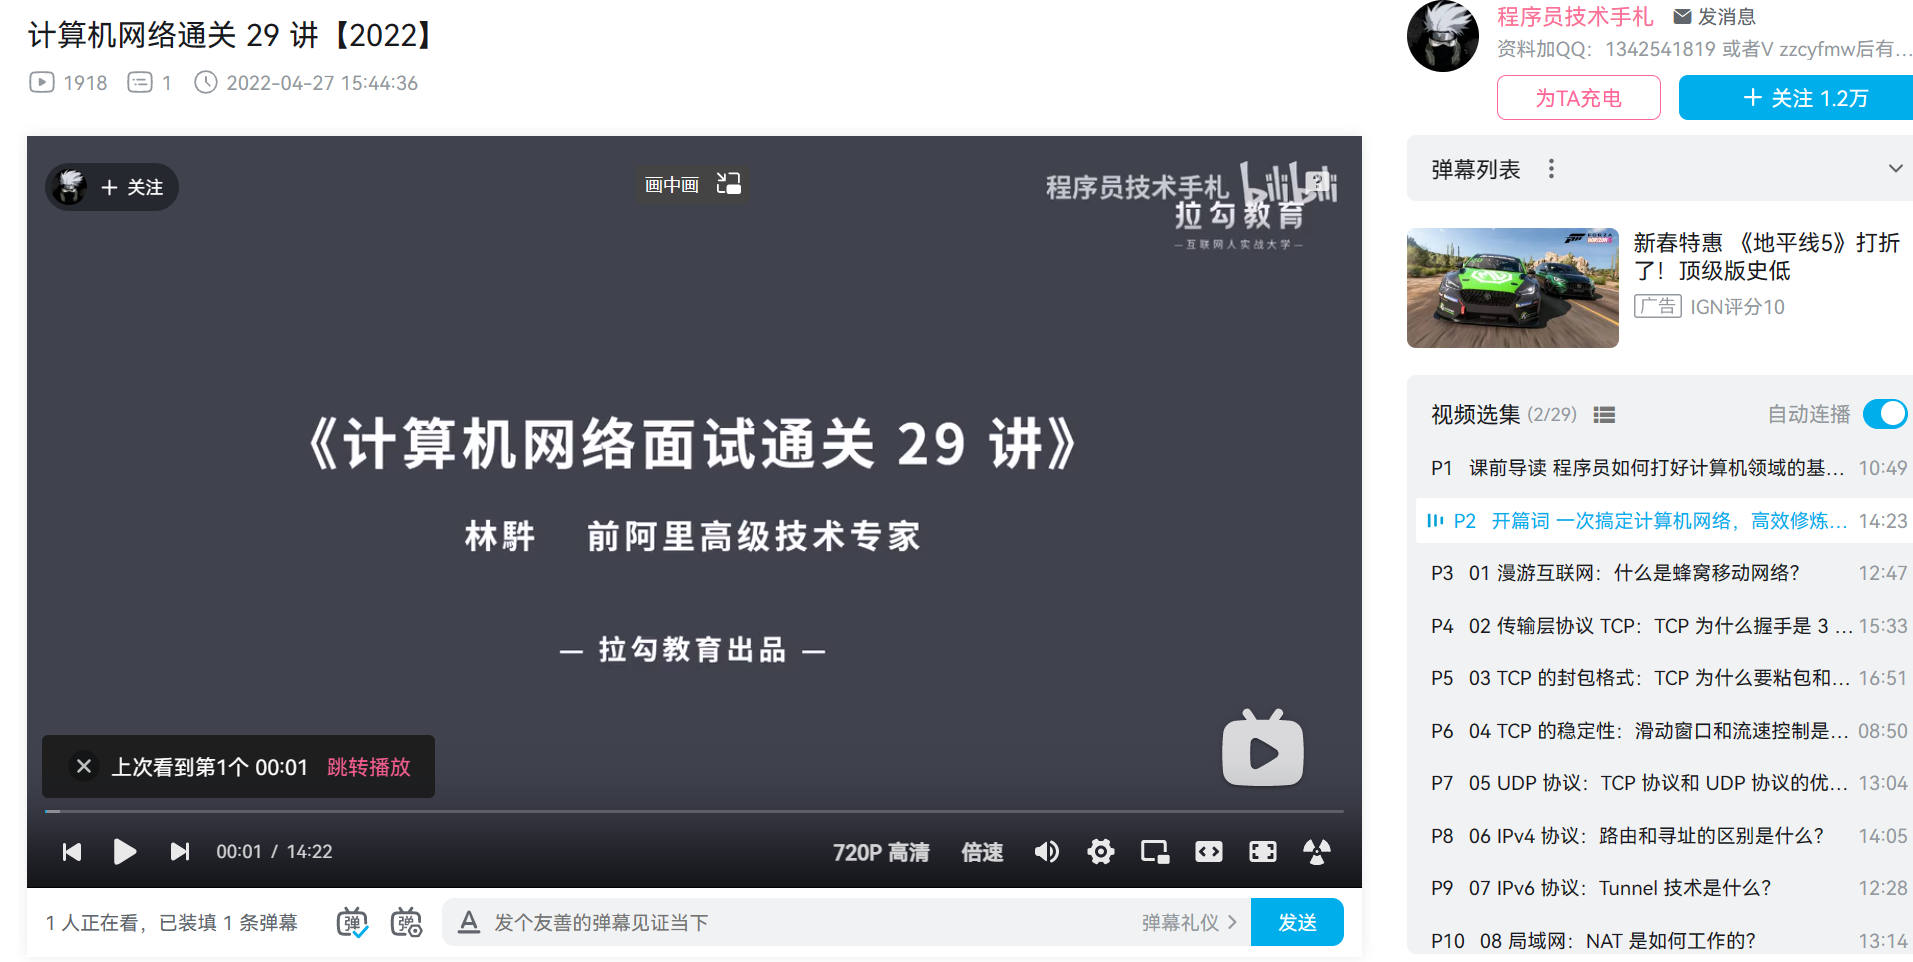 计算机网络通关 29 讲【2022】
1918 1 2022-04-27 15:44:36
+ 关注
画中画
程序员技术手札 bilibili
拉勾教育
—互联网人实战大学—
《计算机网络面试通关 29 讲》
林䭽 前阿里高级技术专家
— 拉勾教育出品 —
上次看到第1个 00:01 跳转播放
00:01 / 14:22 720P 高清 倍速
1 人正在看，已装填 1 条弹幕 弹 弹 A 发个友善的弹幕见证当下 弹幕礼仪 > 发送
程序员技术手札 发消息
资料加QQ：1342541819 或者V zzcyfmw后有...
为TA充电 + 关注 1.2万
弹幕列表
FORZA HORIZON 5
新春特惠 《地平线5》打折
了！顶级版史低
广告 IGN评分10
视频选集 (2/29) 自动连播
P1 课前导读 程序员如何打好计算机领域的基... 10:49
P2 开篇词 一次搞定计算机网络，高效修炼... 14:23
P3 01 漫游互联网：什么是蜂窝移动网络？ 12:47
P4 02 传输层协议 TCP：TCP 为什么握手是 3 ... 15:33
P5 03 TCP 的封包格式：TCP 为什么要粘包和... 16:51
P6 04 TCP 的稳定性：滑动窗口和流速控制是... 08:50
P7 05 UDP 协议：TCP 协议和 UDP 协议的优... 13:04
P8 06 IPv4 协议：路由和寻址的区别是什么？ 14:05
P9 07 IPv6 协议：Tunnel 技术是什么？ 12:28
P10 08 局域网：NAT 是如何工作的？ 13:14